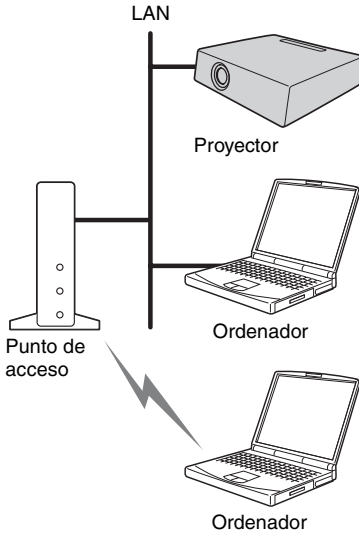 LAN
Proyector
Ordenador
Punto de
acceso
Ordenador